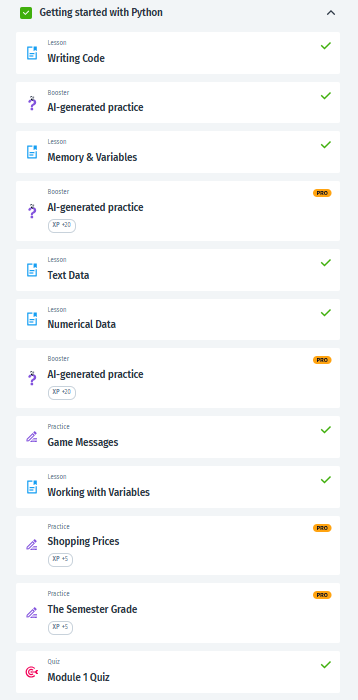 Getting started with Python
Lesson
Writing Code
Booster
AI-generated practice
Lesson
Memory & Variables
Booster
PRO
AI-generated practice
XP +20
Lesson
Text Data
Lesson
Numerical Data
Booster
PRO
AI-generated practice
XP +20
Practice
Game Messages
Lesson
Working with Variables
Practice
PRO
Shopping Prices
XP +5
Practice
PRO
The Semester Grade
XP +5
Quiz
Module 1 Quiz